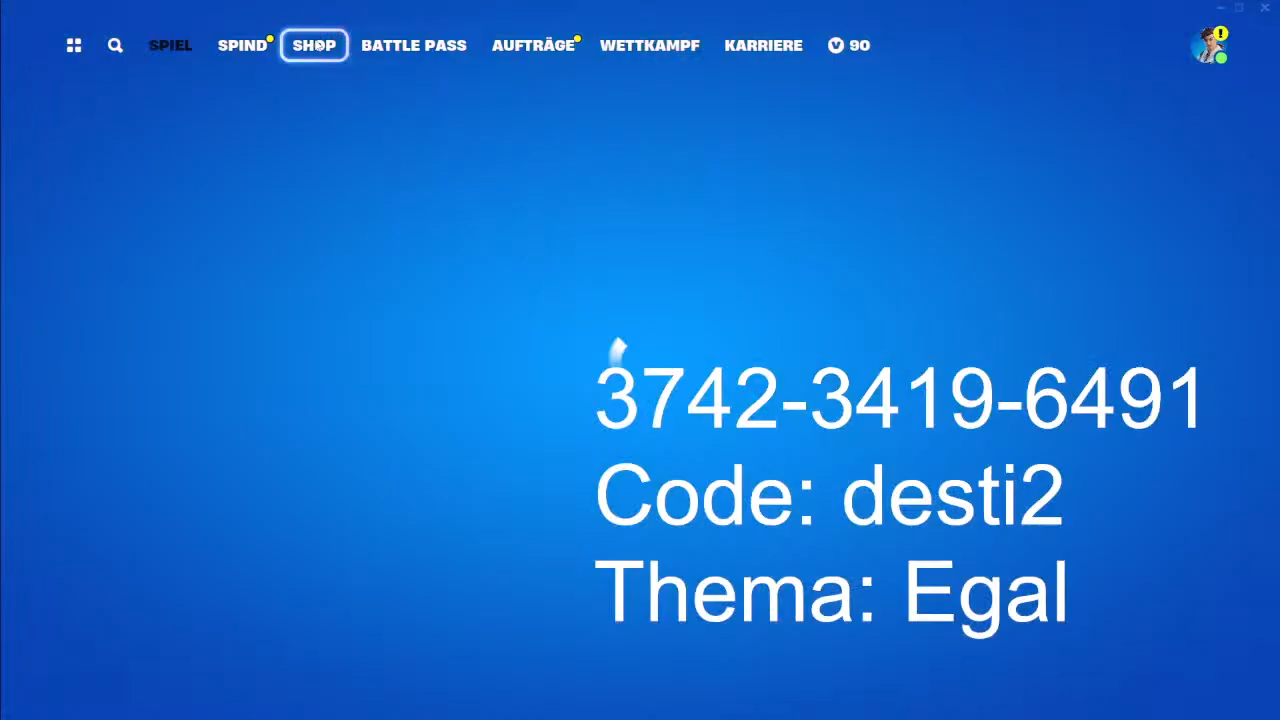 SPIEL SPIND SHOP BATTLE PASS AUFTRÄGE WETTKAMPF KARRIERE 90
3742-3419-6491
Code: desti2
Thema: Egal